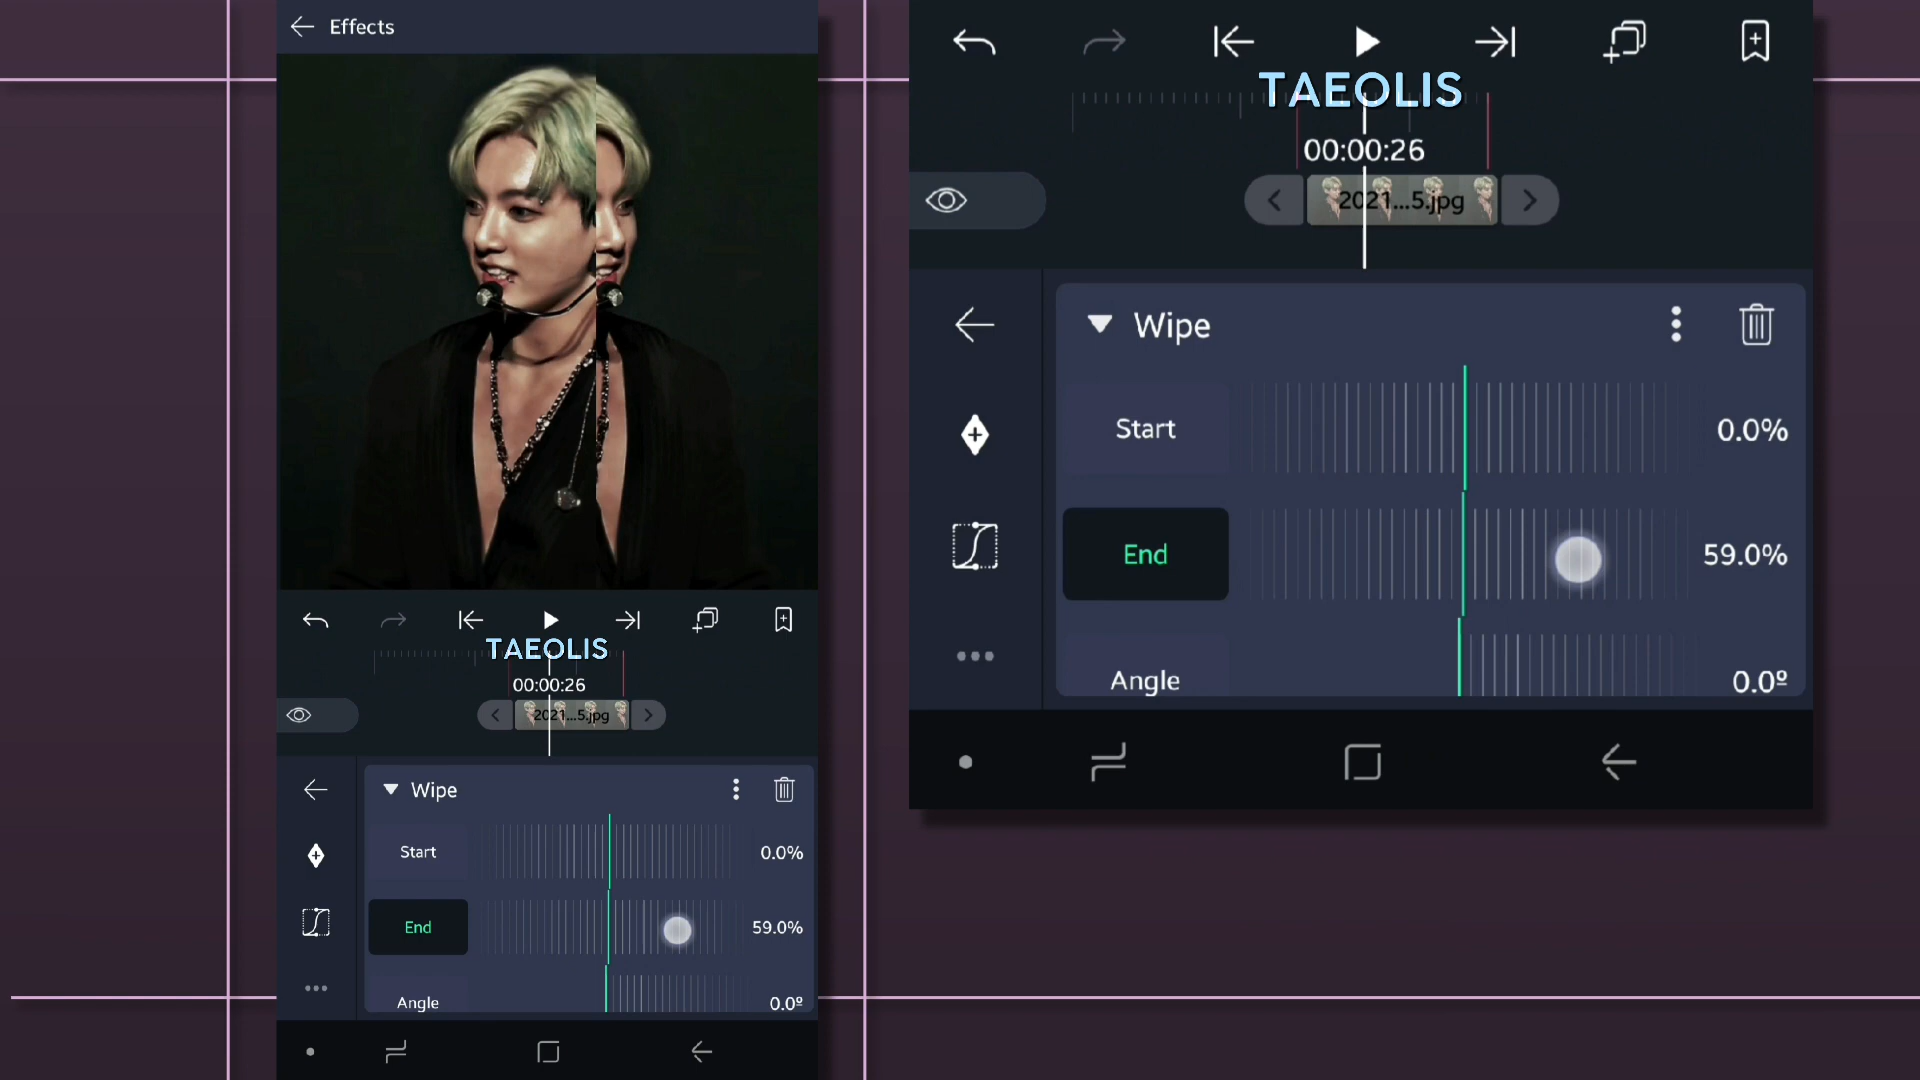 Effects
TAEOLIS
00:00:26
2021...5.jpg
Wipe
Start 0.0%
End 59.0%
Angle 0.0º
TAEOLIS
00:00:26
2021...5.jpg
Wipe
Start 0.0%
End 59.0%
Angle 0.0º